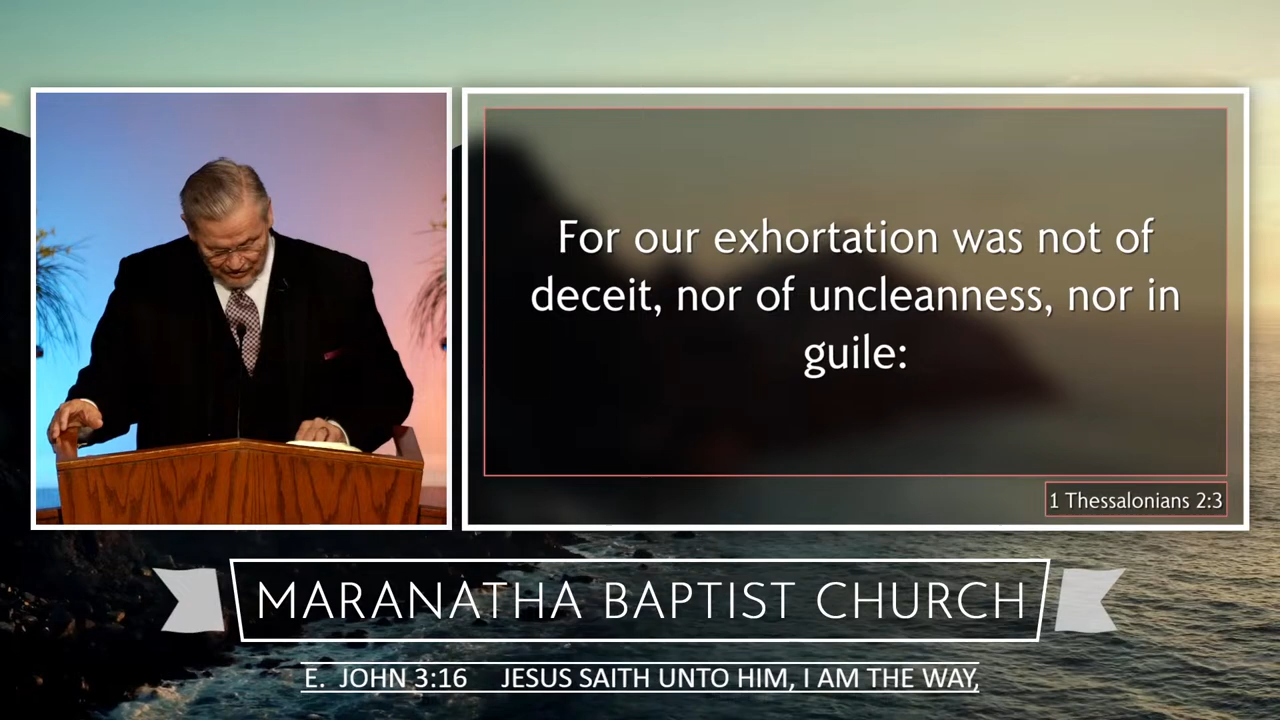 For our exhortation was not of
deceit, nor of uncleanness, nor in
guile:
1 Thessalonians 2:3
MARANATHA BAPTIST CHURCH
E. JOHN 3:16 JESUS SAITH UNTO HIM, I AM THE WAY,